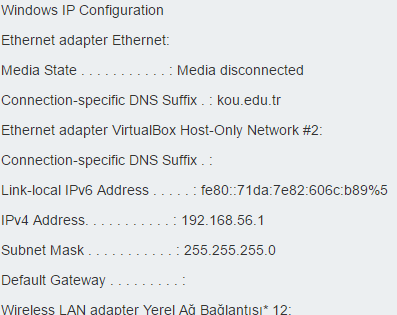 Windows IP Configuration
Ethernet adapter Ethernet:
Media State . . . . . . . . . . . : Media disconnected
Connection-specific DNS Suffix . : kou.edu.tr
Ethernet adapter VirtualBox Host-Only Network #2:
Connection-specific DNS Suffix . :
Link-local IPv6 Address . . . . . : fe80::71da:7e82:606c:b89%5
IPv4 Address. . . . . . . . . . . : 192.168.56.1
Subnet Mask . . . . . . . . . . . : 255.255.255.0
Default Gateway . . . . . . . . . :
Wireless LAN adapter Yerel Ağ Bağlantısı* 12: